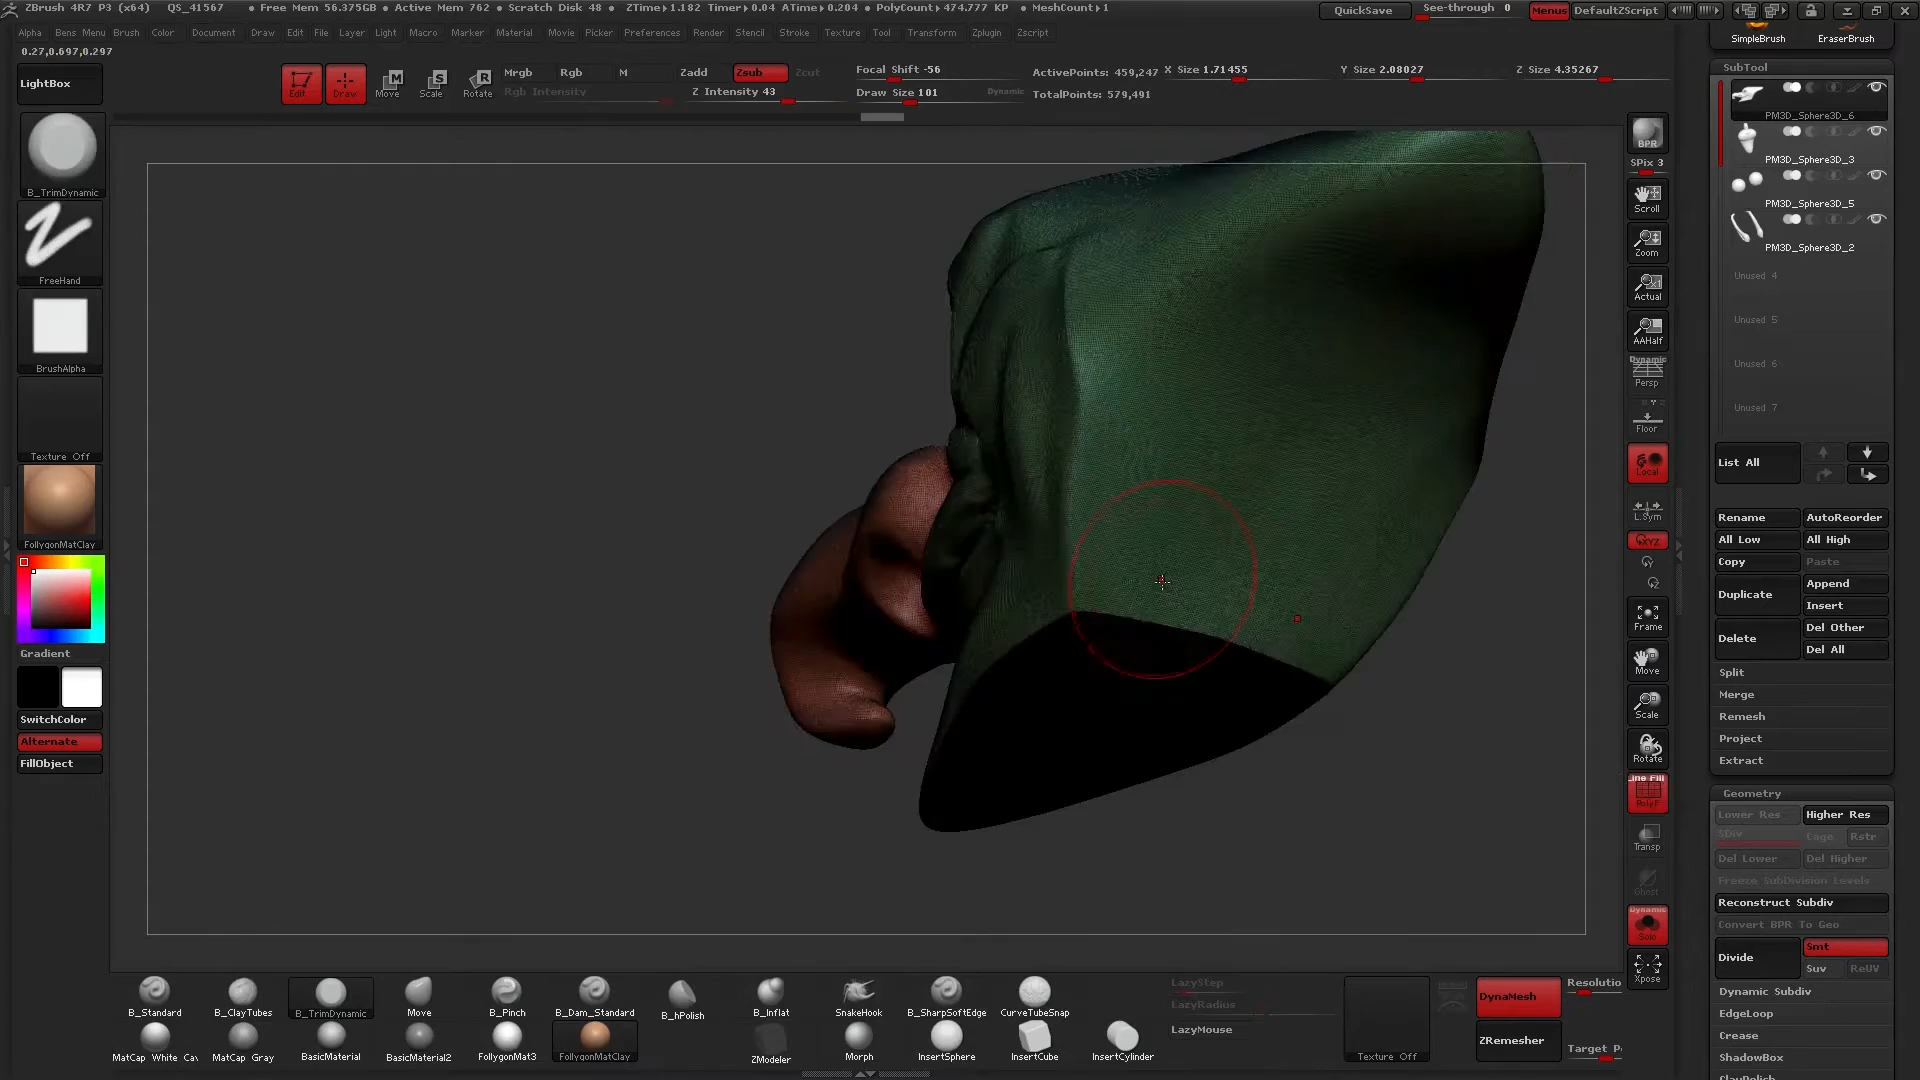 ZBrush 4R7 P3 (x64) QS_41567 • Free Mem 56.375GB • Active Mem 762 • Scratch Disk 48 • ZTime▸1.182 Timer▸0.04 ATime▸0.204 • PolyCount▸474.777 KP • MeshCount▸1 QuickSave See-through 0 Menus DefaultZScript
Alpha Bens Menu Brush Color Document Draw Edit File Layer Light Macro Marker Material Movie Picker Preferences Render Stencil Stroke Texture Tool Transform Zplugin Zscript
SimpleBrush EraserBrush
0.27,0.697,0.297
LightBox
Edit Draw Move Scale Rotate
Mrgb Rgb M Zadd Zsub Zcut
Rgb Intensity Z Intensity 43
Focal Shift -56
Draw Size 101 Dynamic
ActivePoints: 459,247 X Size 1.71455 Y Size 2.08027 Z Size 4.35267
TotalPoints: 579,491
B_TrimDynamic
FreeHand
BrushAlpha
Texture Off
FollygonMatClay
Gradient
SwitchColor
Alternate
FillObject
BPR
SPix 3
Scroll
Zoom
Actual
AAHalf
Dynamic
Persp
Floor
Local
L.Sym
XYZ
Frame
Move
Scale
Rotate
Line Fill
PolyF
Transp
Ghost
Dynamic
Solo
Xpose
SubTool
PM3D_Sphere3D_6
PM3D_Sphere3D_3
PM3D_Sphere3D_5
PM3D_Sphere3D_2
Unused 4
Unused 5
Unused 6
Unused 7
List All
Rename AutoReorder
All Low All High
Copy Paste
Duplicate Append
Insert
Delete Del Other
Del All
Split
Merge
Remesh
Project
Extract
Geometry
Lower Res Higher Res
SDiv Cage Rstr
Del Lower Del Higher
Freeze SubDivision Levels
Reconstruct Subdiv
Convert BPR To Geo
Divide Smt
Suv ReUV
Dynamic Subdiv
EdgeLoop
Crease
ShadowBox
ClayPolish
B_Standard B_ClayTubes B_TrimDynamic Move B_Pinch B_Dam_Standard B_hPolish B_Inflat SnakeHook B_SharpSoftEdge CurveTubeSnap
MatCap White Cav MatCap Gray BasicMaterial BasicMaterial2 FollygonMat3 FollygonMatClay ZModeler Morph InsertSphere InsertCube InsertCylinder
LazyStep
LazyRadius
LazyMouse
Texture Off
DynaMesh Resolutio
ZRemesher Target P